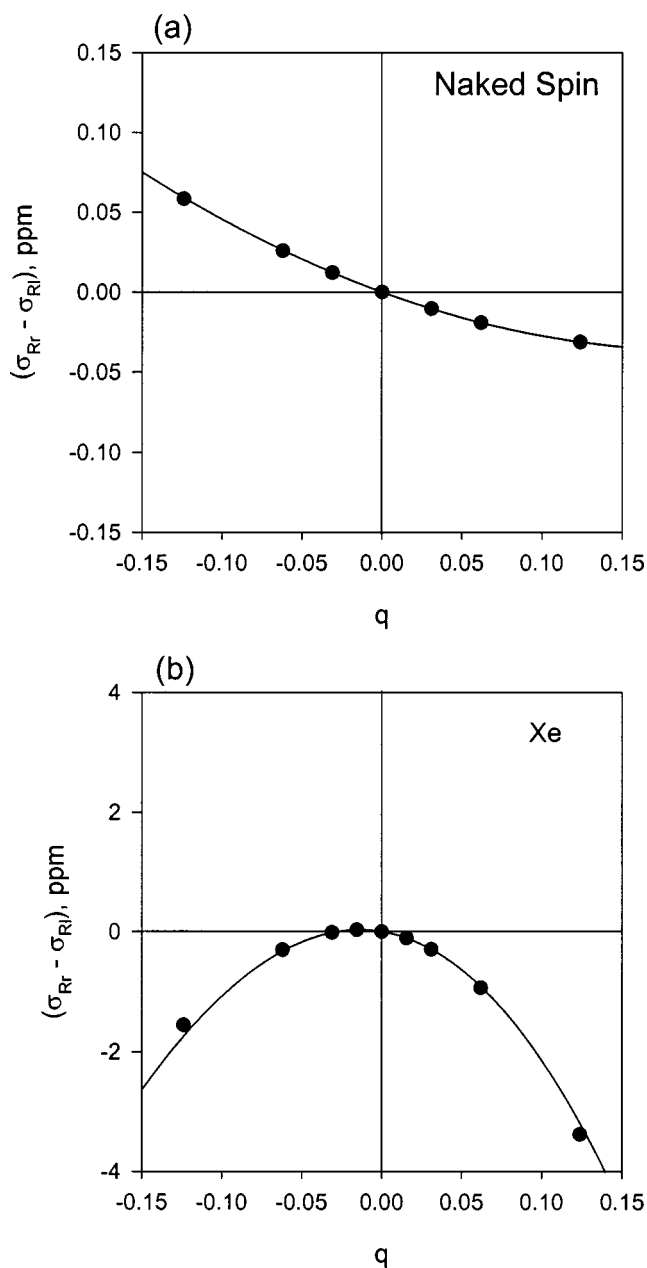 (a)
Naked Spin
0.15
0.10
0.05
0.00
-0.05
-0.10
-0.15
(σRr - σRl), ppm
-0.15 -0.10 -0.05 0.00 0.05 0.10 0.15
q
(b)
Xe
4
2
0
-2
-4
(σRr - σRl), ppm
-0.15 -0.10 -0.05 0.00 0.05 0.10 0.15
q